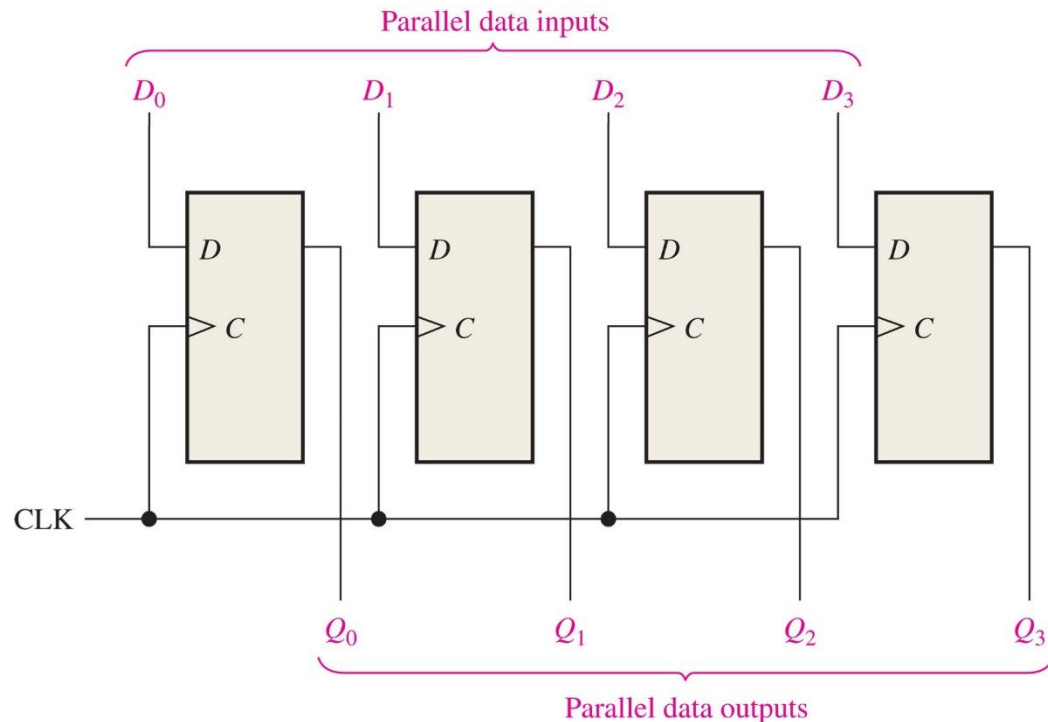 Parallel data inputs
D₀ D₁ D₂ D₃
D D D D
C C C C
CLK
Q₀ Q₁ Q₂ Q₃
Parallel data outputs